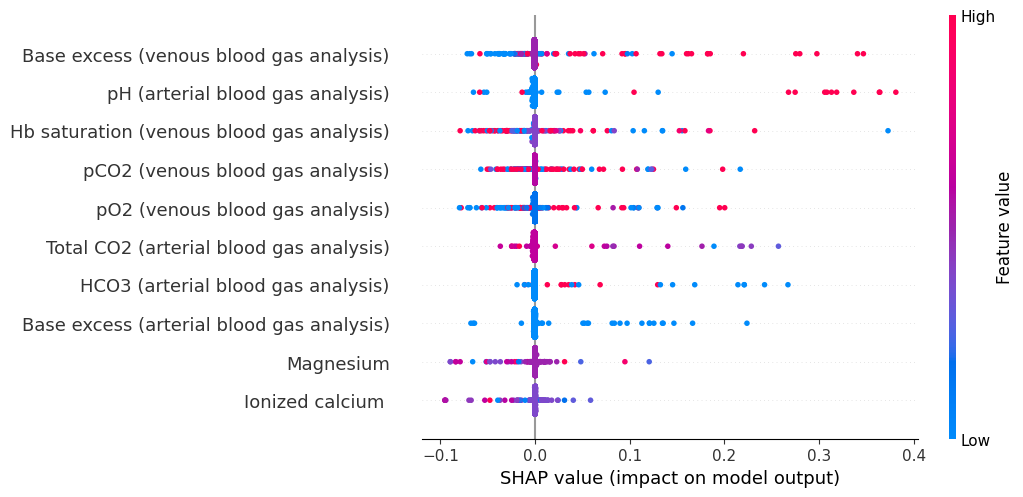 High
Base excess (venous blood gas analysis)
pH (arterial blood gas analysis)
Hb saturation (venous blood gas analysis)
pCO2 (venous blood gas analysis)
pO2 (venous blood gas analysis)
Total CO2 (arterial blood gas analysis)
HCO3 (arterial blood gas analysis)
Base excess (arterial blood gas analysis)
Magnesium
Ionized calcium
Feature value
Low
−0.1 0.0 0.1 0.2 0.3 0.4
SHAP value (impact on model output)